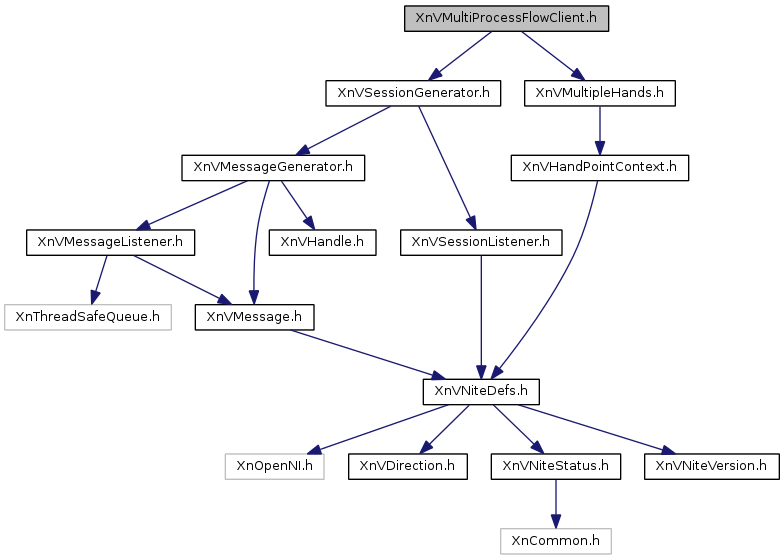 XnVMultiProcessFlowClient.h
XnVSessionGenerator.h
XnVMultipleHands.h
XnVMessageGenerator.h
XnVHandPointContext.h
XnVMessageListener.h
XnVHandle.h
XnVSessionListener.h
XnThreadSafeQueue.h
XnVMessage.h
XnVNiteDefs.h
XnOpenNI.h
XnVDirection.h
XnVNiteStatus.h
XnVNiteVersion.h
XnCommon.h